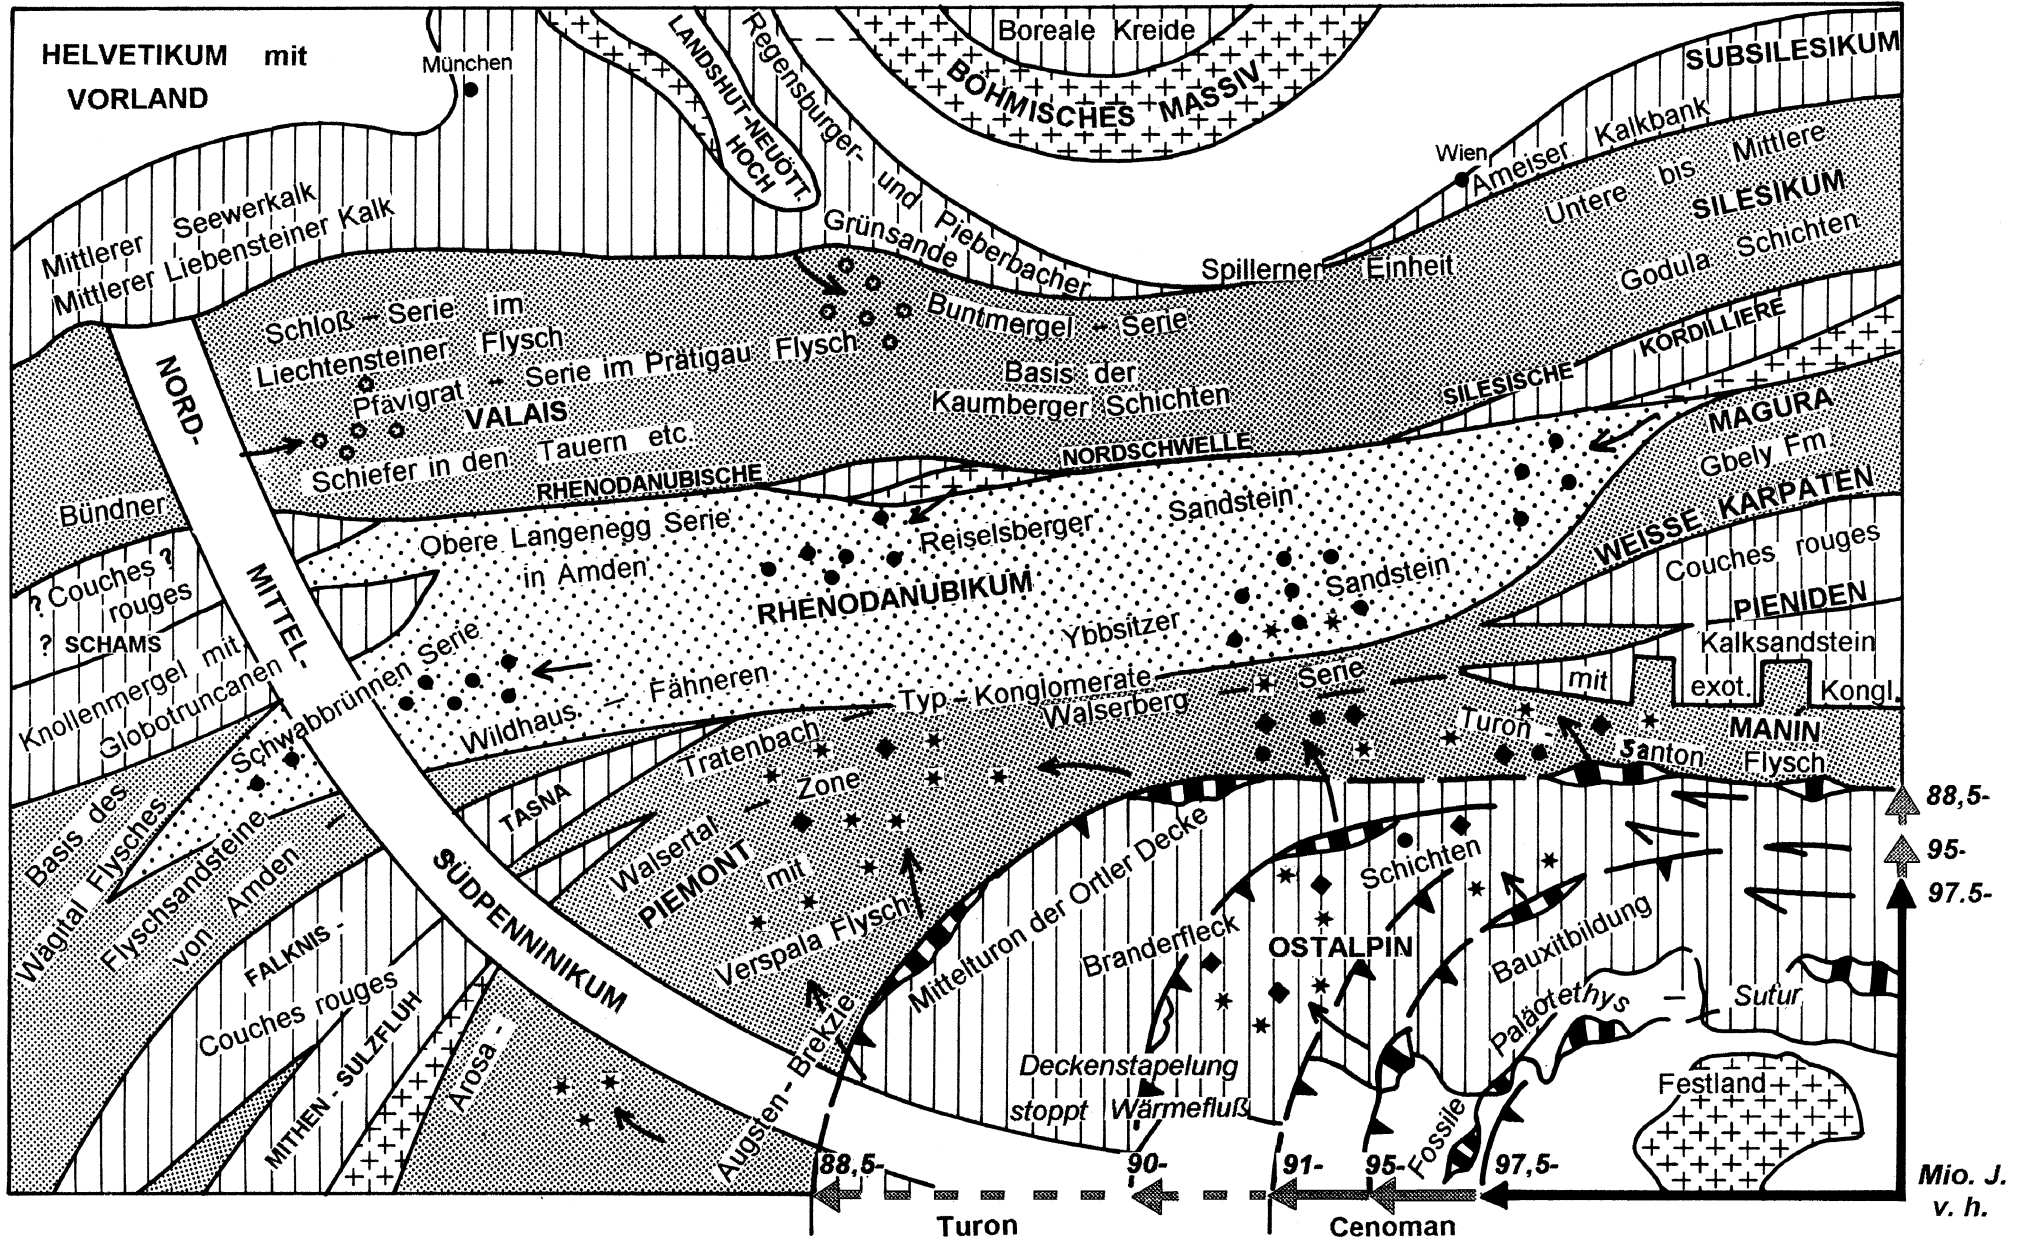 HELVETIKUM mit
VORLAND
München
LANDSHUT-NEUÖTT.
HOCH
Regensburger-
und Pieberbacher
Grünsande
Boreale Kreide
BÖHMISCHES MASSIV
SUBSILESIKUM
Wien
Ameiser Kalkbank
Untere bis Mittlere
SILESIKUM
Godula Schichten
Mittlerer Seewerkalk
Mittlerer Liebensteiner Kalk
Spillerner Einheit
Schloß - Serie im
Liechtensteiner Flysch
Pfävigrat - Serie im Prätigau Flysch
VALAIS
Schiefer in den Tauern etc.
Bündner
Buntmergel - Serie
Basis der
Kaumberger Schichten
SILESISCHE KORDILLIERE
RHENODANUBISCHE NORDSCHWELLE
MAGURA
Gbely Fm
WEISSE KARPATEN
Couches rouges
PIENIDEN
Kalksandstein
mit exot. Kongl.
NORD-
MITTEL-
SÜDPENNINIKUM
Obere Langenegg Serie
in Amden
Reiselsberger Sandstein
RHENODANUBIKUM
Ybbsitzer Sandstein
? Couches ?
rouges
? SCHAMS
Knollenmergel mit
Globotruncanen
Schwabbrünnen Serie
Wildhaus - Fähneren
Typ - Konglomerate
Walserberg - Serie
Tratenbach -
Zone
Turon -
Santon
MANIN
Flysch
Basis des
Wägital Flysches
Flyschsandsteine
von Amden
TASNA
Walsertal -
PIEMONT mit
Verspala Flysch
FALKNIS -
Couches rouges
MITHEN - SULZFLUH
Arosa -
Augsten - Brekzie
Mittelturon der Ortler Decke
Branderfleck
Schichten
OSTALPIN
Bauxitbildung
Deckenstapelung
stoppt Wärmefluß
Fossile
Paläotethys - Sutur
Festland
88,5-
95-
97.5-
88,5-
90-
91-
95-
97,5-
Mio. J.
v. h.
Turon
Cenoman